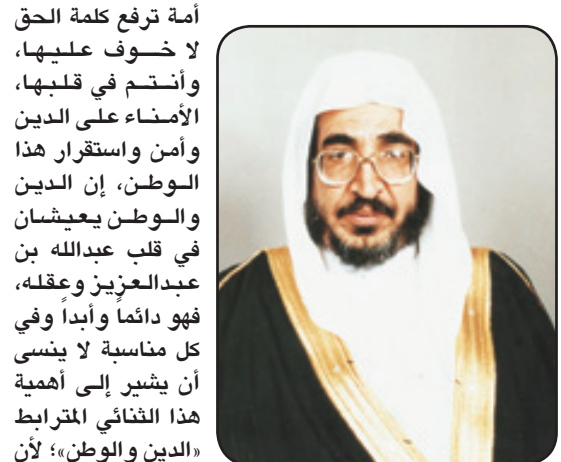 أمة ترفع كلمة الحق
لا خوف عليها،
وأنتم في قلبها،
الأمناء على الدين
وأمن واستقرار هذا
الوطن، إن الدين
والوطن يعيشان
في قلب عبدالله بن
عبدالعزيز وعقله،
فهو دائماً وأبداً وفي
كل مناسبة لا ينسى
أن يشير إلى أهمية
هذا الثنائي المترابط
«الدين والوطن»؛ لأن